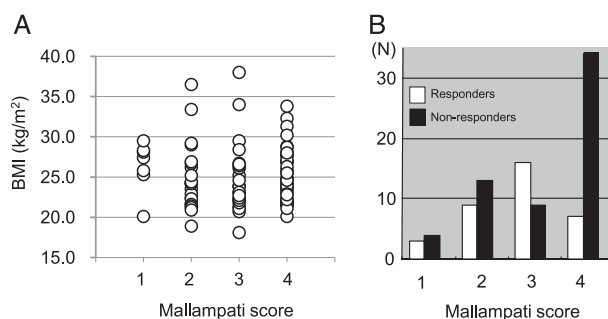 A
BMI (kg/m²)
40.0
35.0
30.0
25.0
20.0
15.0
1 2 3 4
Mallampati score
B
(N)
30
20
10
0
Responders
Non-responders
1 2 3 4
Mallampati score